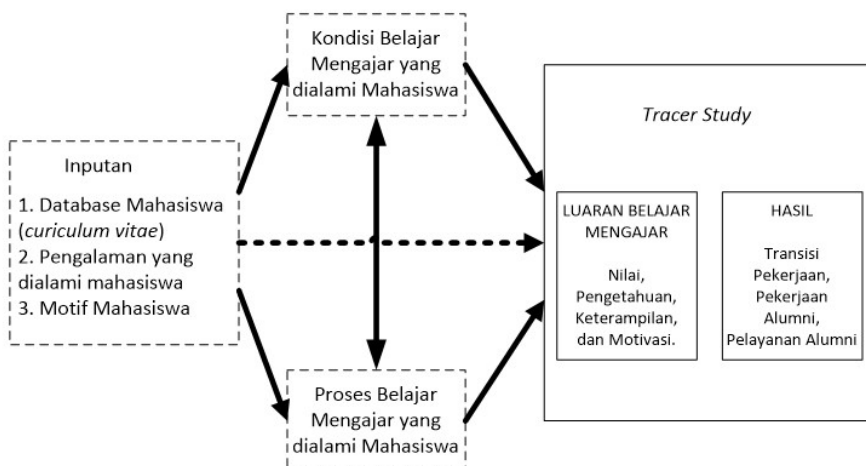 Inputan
1. Database Mahasiswa
(curiculum vitae)
2. Pengalaman yang
dialami mahasiswa
3. Motif Mahasiswa
Kondisi Belajar
Mengajar yang
dialami Mahasiswa
Proses Belajar
Mengajar yang
dialami Mahasiswa
Tracer Study
LUARAN BELAJAR
MENGAJAR
Nilai,
Pengetahuan,
Keterampilan,
dan Motivasi.
HASIL
Transisi
Pekerjaan,
Pekerjaan
Alumni,
Pelayanan Alumni